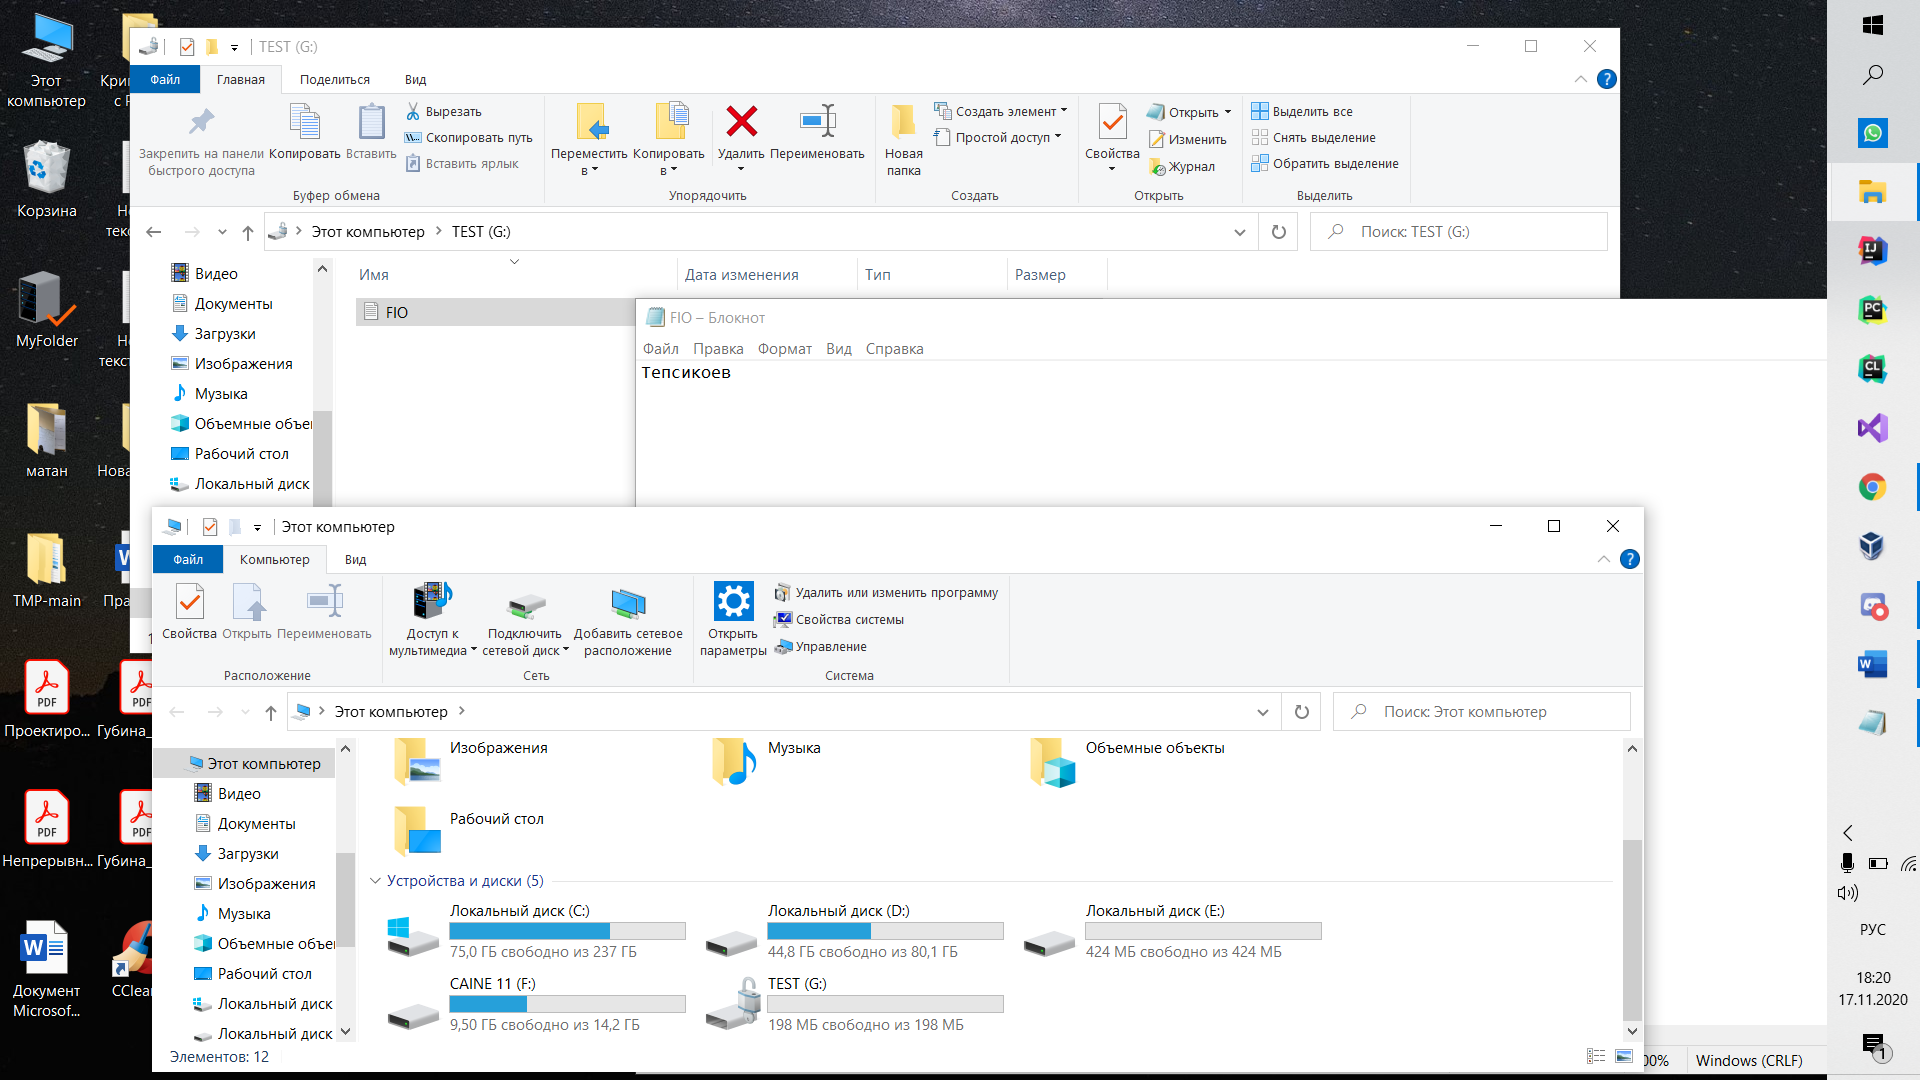 Этот
компьютер
Корзина
MyFolder
матан
TMP-main
Проектиро...
Губина_
Непрерывн...
Губина_
Документ
Microsof...
TEST (G:)
Файл
Главная
Поделиться
Вид
Закрепить на панели
быстрого доступа
Копировать
Вставить
Вырезать
Скопировать путь
Вставить ярлык
Буфер обмена
Переместить
в
Копировать
в
Удалить
Переименовать
Упорядочить
Новая
папка
Создать элемент
Простой доступ
Создать
Свойства
Открыть
Изменить
Журнал
Открыть
Выделить все
Снять выделение
Обратить выделение
Выделить
Этот компьютер
TEST (G:)
Поиск: TEST (G:)
Видео
Документы
Загрузки
Изображения
Музыка
Рабочий стол
Локальный диск
Имя
Дата изменения
Тип
Размер
FIO
FIO – Блокнот
Файл
Правка
Формат
Вид
Справка
Тепсикоев
Этот компьютер
Файл
Компьютер
Вид
Свойства
Открыть
Переименовать
Расположение
Доступ к
мультимедиа
Подключить
сетевой диск
Добавить сетевое
расположение
Сеть
Открыть
параметры
Удалить или изменить программу
Свойства системы
Управление
Система
Этот компьютер
Поиск: Этот компьютер
Этот компьютер
Видео
Документы
Загрузки
Изображения
Музыка
Рабочий стол
Локальный диск
Локальный диск
Изображения
Музыка
Объемные объекты
Рабочий стол
Устройства и диски (5)
Локальный диск (C:)
75,0 ГБ свободно из 237 ГБ
Локальный диск (D:)
44,8 ГБ свободно из 80,1 ГБ
Локальный диск (E:)
424 МБ свободно из 424 МБ
CAINE 11 (F:)
9,50 ГБ свободно из 14,2 ГБ
TEST (G:)
198 МБ свободно из 198 МБ
Элементов: 12
Windows (CRLF)
РУС
18:20
17.11.2020
1